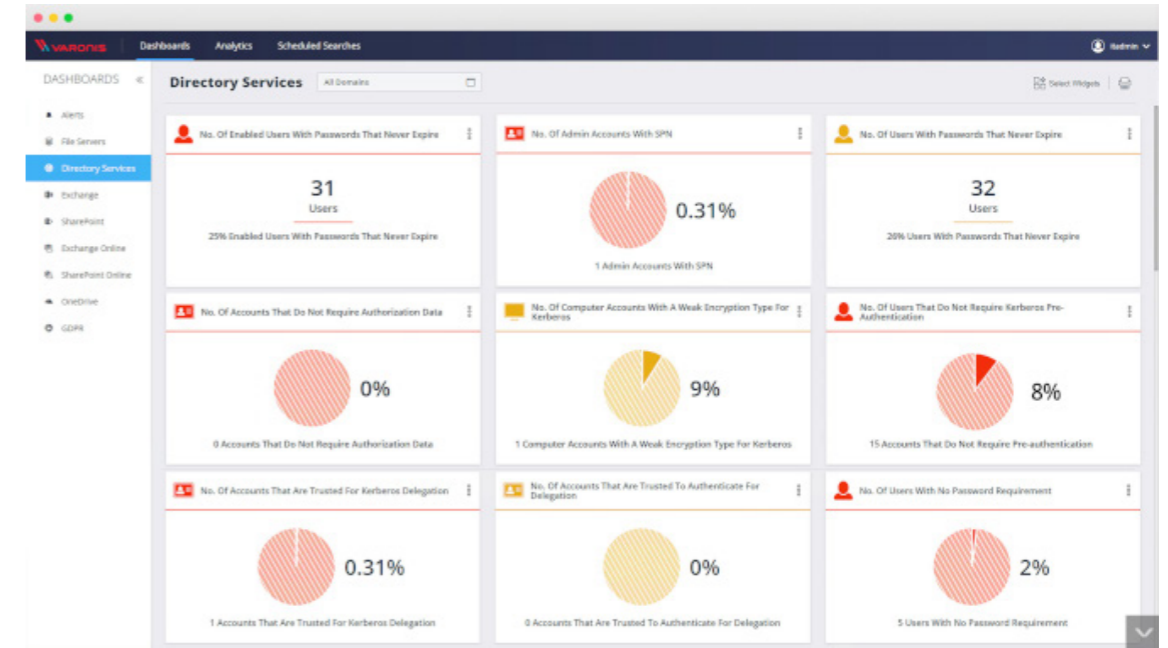 VARONIS
Dashboards Analytics Scheduled Searches
itadmin
DASHBOARDS «
Directory Services
All Domains
Select Widgets
Alerts
File Servers
Directory Services
Exchange
SharePoint
Exchange Online
SharePoint Online
OneDrive
GDPR
No. Of Enabled Users With Passwords That Never Expire
31
Users
25% Enabled Users With Passwords That Never Expire
No. Of Admin Accounts With SPN
0.31%
1 Admin Accounts With SPN
No. Of Users With Passwords That Never Expire
32
Users
26% Users With Passwords That Never Expire
No. Of Accounts That Do Not Require Authorization Data
0%
0 Accounts That Do Not Require Authorization Data
No. Of Computer Accounts With A Weak Encryption Type For
Kerberos
9%
1 Computer Accounts With A Weak Encryption Type For Kerberos
No. Of Users That Do Not Require Kerberos Pre-
Authentication
8%
15 Accounts That Do Not Require Pre-authentication
No. Of Accounts That Are Trusted For Kerberos Delegation
0.31%
1 Accounts That Are Trusted For Kerberos Delegation
No. Of Accounts That Are Trusted To Authenticate For
Delegation
0%
0 Accounts That Are Trusted To Authenticate For Delegation
No. Of Users With No Password Requirement
2%
5 Users With No Password Requirement